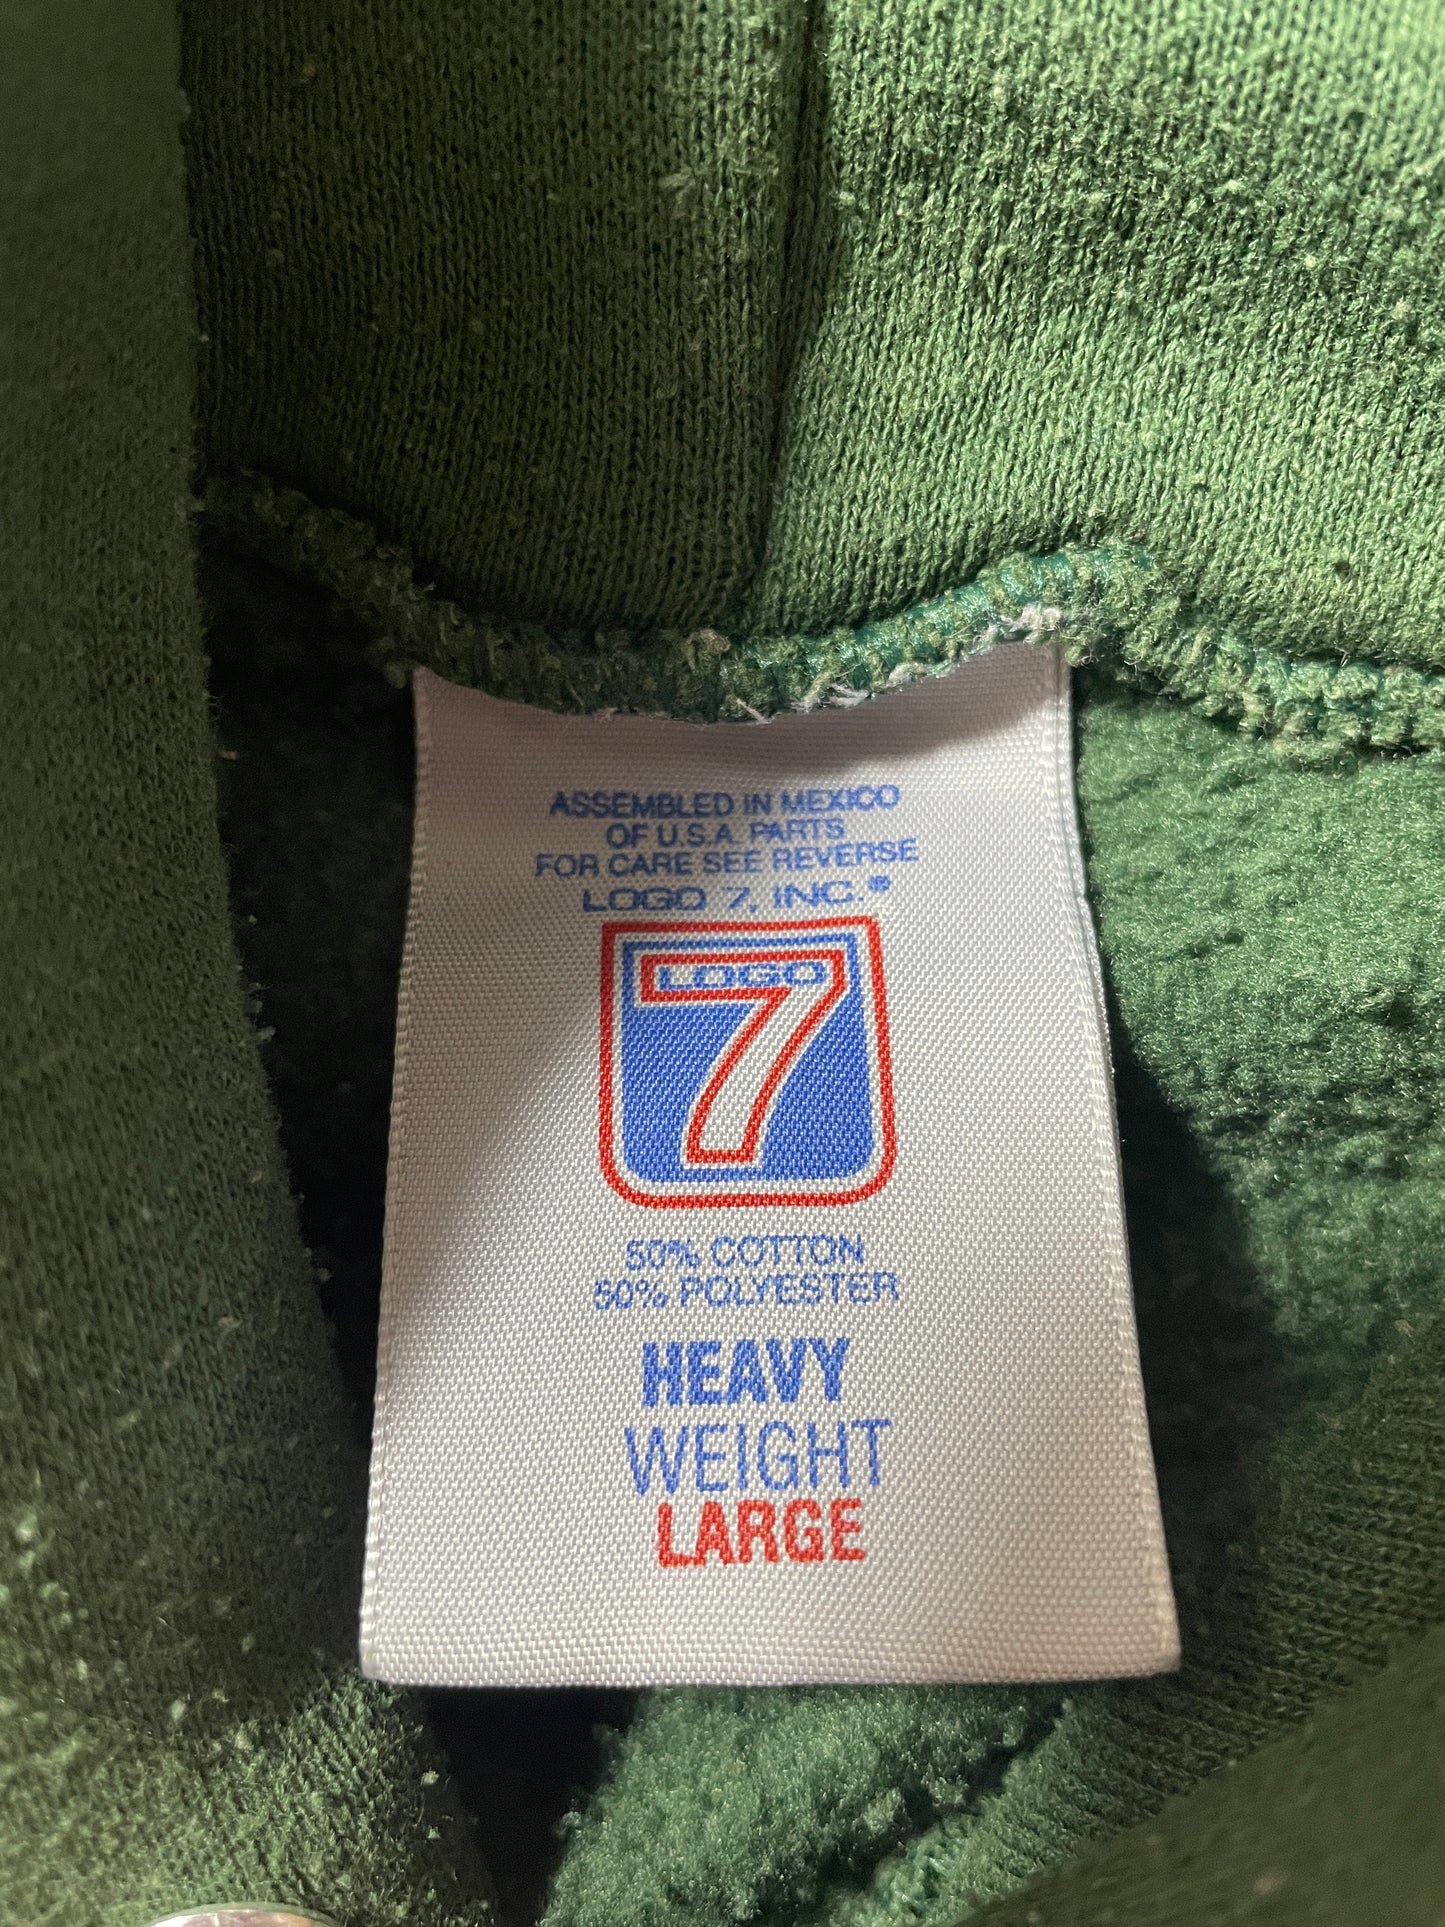 ASSEMBLED IN MEXICO
OF U.S.A. PARTS
FOR CARE SEE REVERSE
LOGO 7, INC.®
LOGO
7
50% COTTON
50% POLYESTER
HEAVY
WEIGHT
LARGE